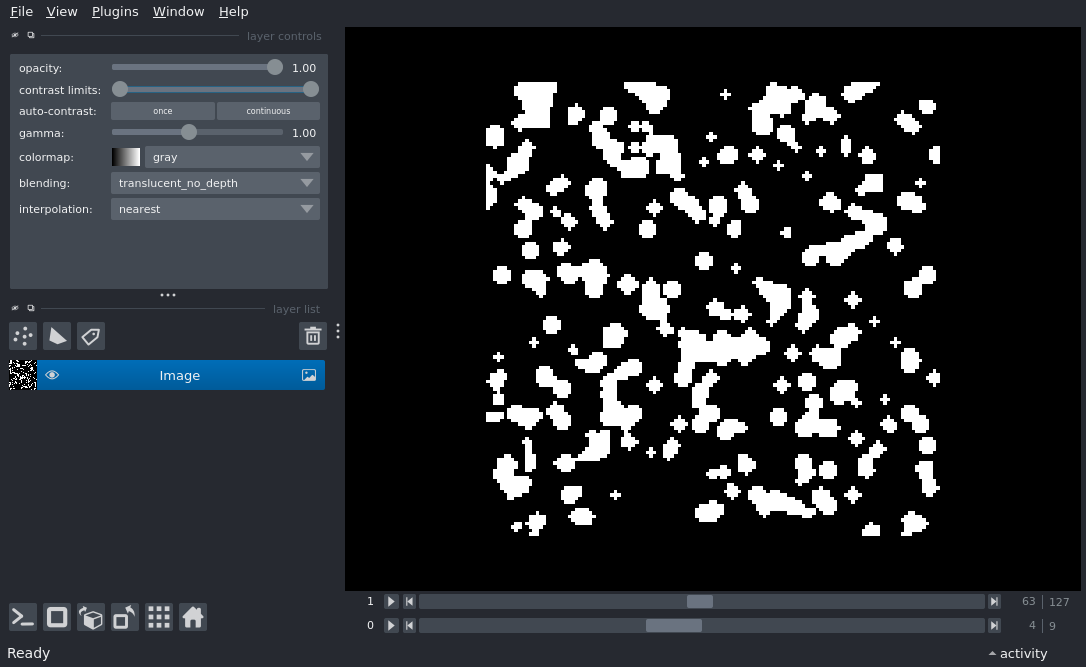 File View Plugins Window Help
layer controls
opacity: 1.00
contrast limits:
auto-contrast: once continuous
gamma: 1.00
colormap: gray
blending: translucent_no_depth
interpolation: nearest
layer list
Image
1 63 127
0 4 9
Ready activity